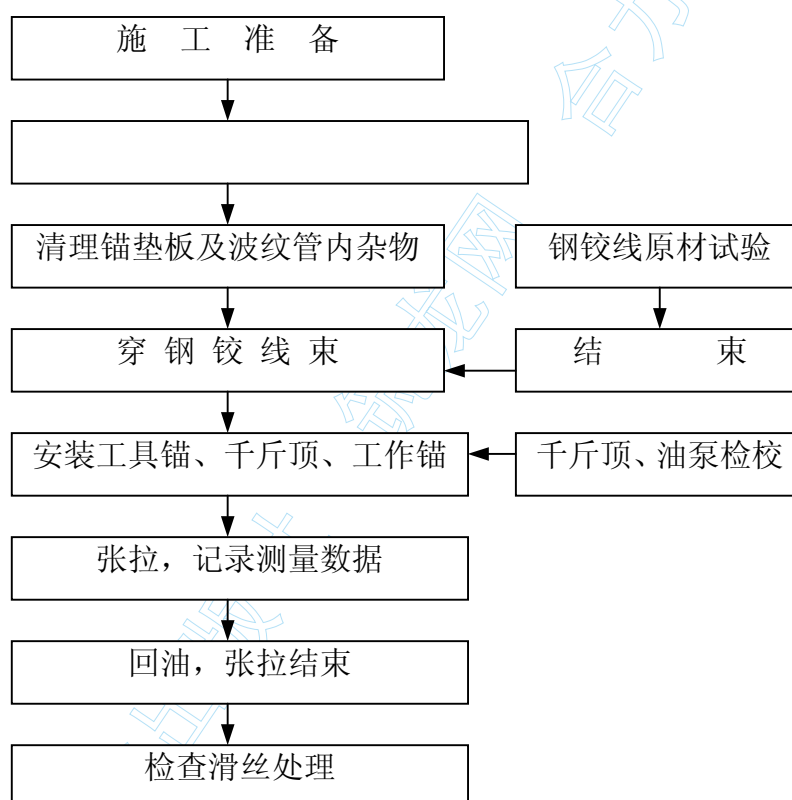 施 工 准 备
清理锚垫板及波纹管内杂物
钢铰线原材试验
穿 钢 铰 线 束
结 束
安装工具锚、千斤顶、工作锚
千斤顶、油泵检校
张拉，记录测量数据
回油，张拉结束
检查滑丝处理